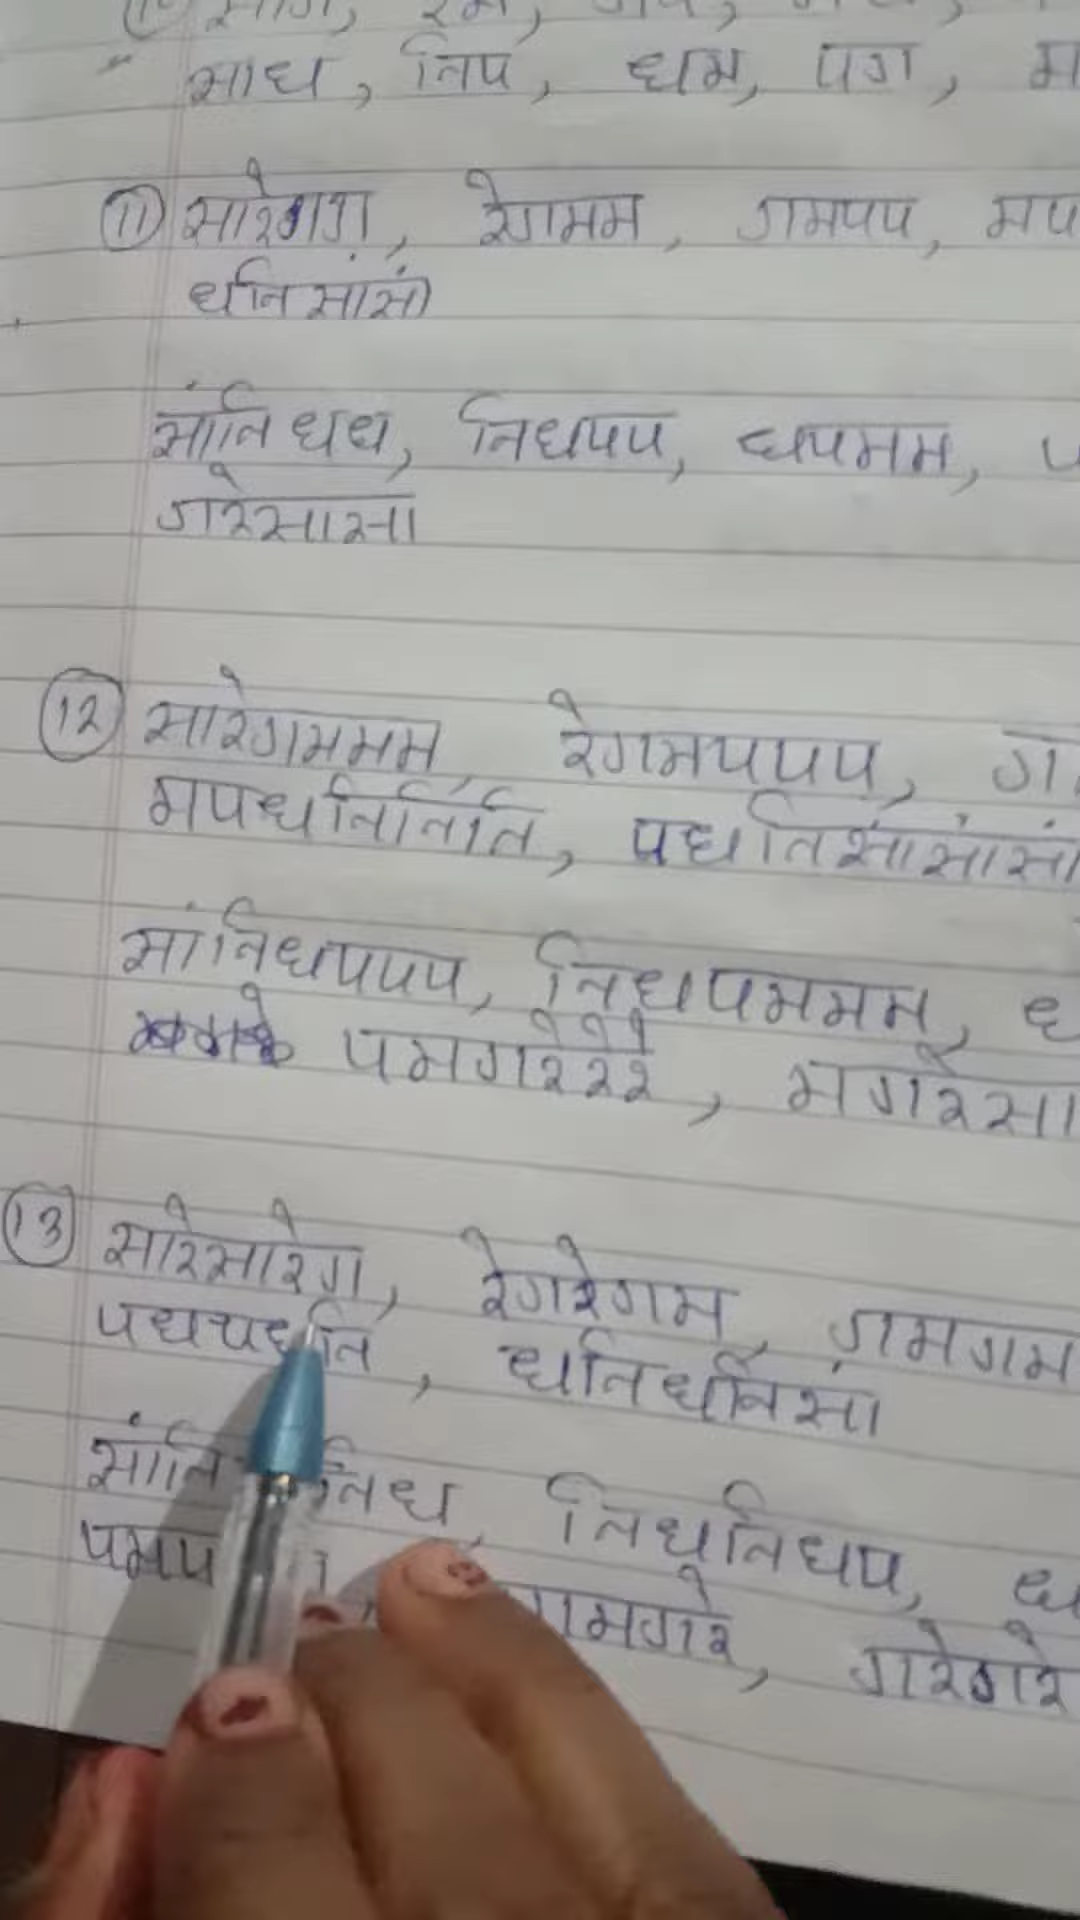 साध, निप, धम, पग, म
11 सारेगग, रेगमम, गमपप, मप
धनिसांसां
सांनिधध, निधपप, धपमम, प
गरेसासा
12 सारेगममम रेगमपपप, ग
मपधनिनिनि, पधनिसांसांसां
सांनिधपपप, निधपममम, ध
पमगरेरेरे, मगरेसा
13 सारेसारेग, रेगरेगम, गमगम
पधपधनि, धनिधनिसां
सांनि निध, निधनिधप, ध
पमप गमगरे, गरेगरे